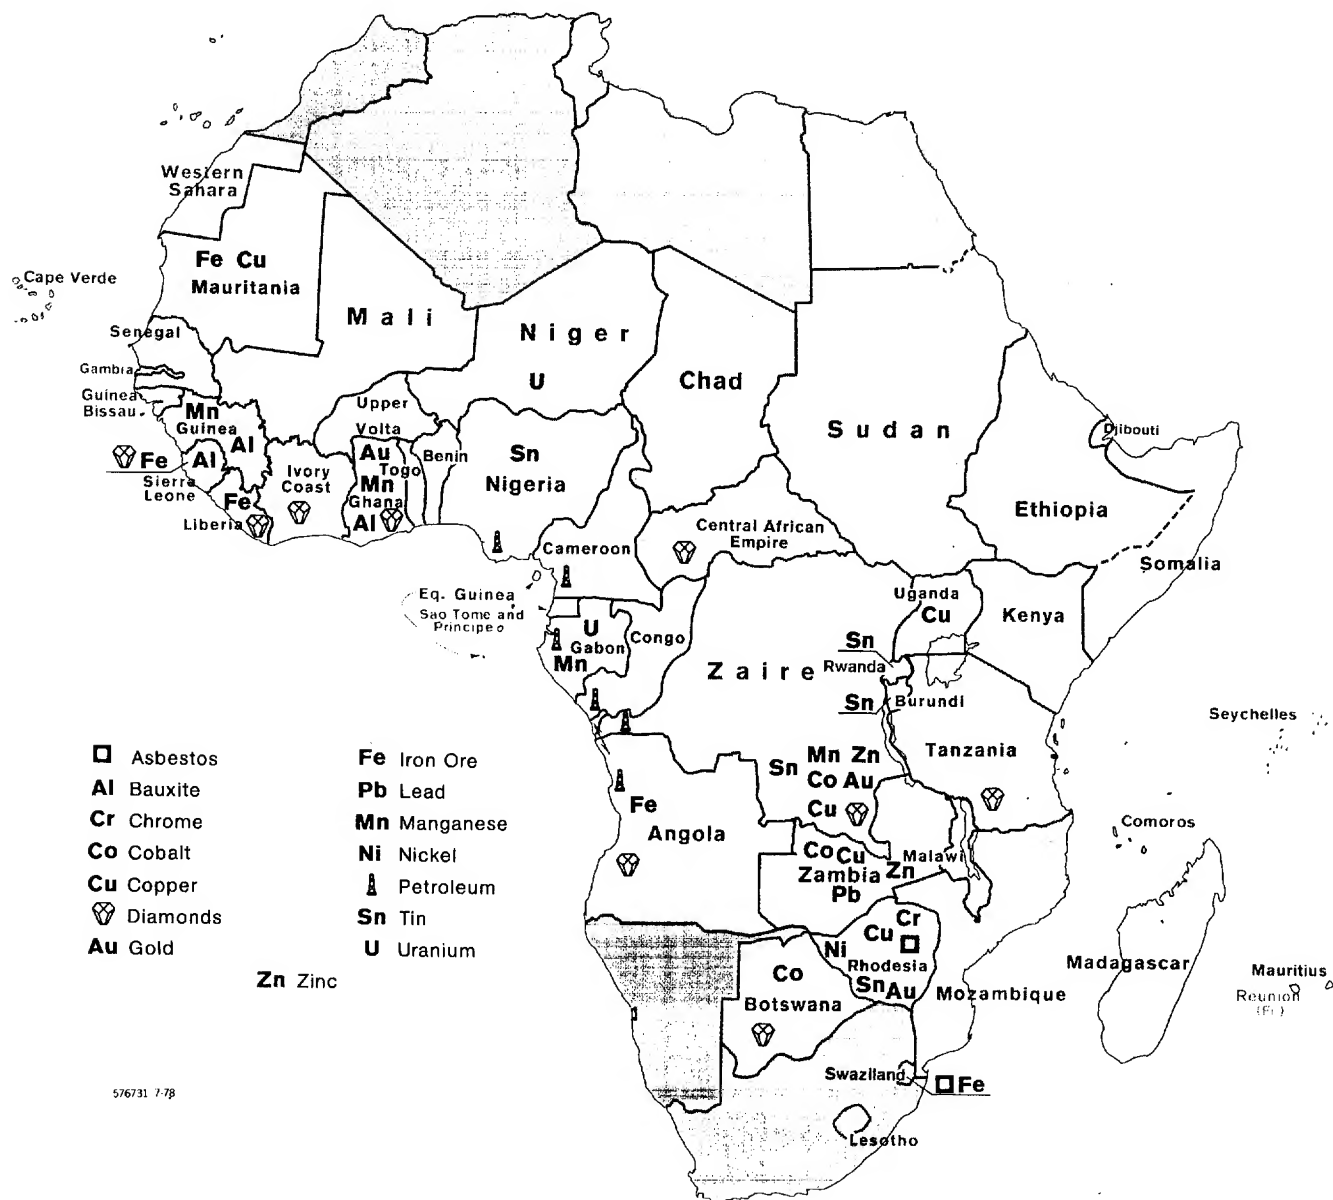 Western
Sahara
Fe Cu
Mauritania
Cape Verde
Mali
Niger
U
Chad
Sudan
Senegal
Gambia
Guinea
Bissau
Mn
Guinea
Al
Upper
Volta
Djibouti
Fe
Al
Sierra
Leone
Ivory
Coast
Au
Togo
Mn
Ghana
Al
Benin
Sn
Nigeria
Fe
Liberia
Ethiopia
Somalia
Central African
Empire
Cameroon
Eq. Guinea
Sao Tome and
Principe
U
Gabon
Mn
Congo
Uganda
Cu
Kenya
Zaire
Sn
Rwanda
Sn
Burundi
Tanzania
Seychelles
Sn
Mn Zn
Co Au
Cu
Fe
Angola
Comoros
Co Cu
Zambia
Zn
Pb
Malawi
Cr
Cu
Ni
Rhodesia
Sn Au
Mozambique
Madagascar
Mauritius
Reunion
(Fr.)
Co
Botswana
Swaziland
Fe
Lesotho
Asbestos
Al Bauxite
Cr Chrome
Co Cobalt
Cu Copper
Diamonds
Au Gold
Fe Iron Ore
Pb Lead
Mn Manganese
Ni Nickel
Petroleum
Sn Tin
U Uranium
Zn Zinc
576731 7-78